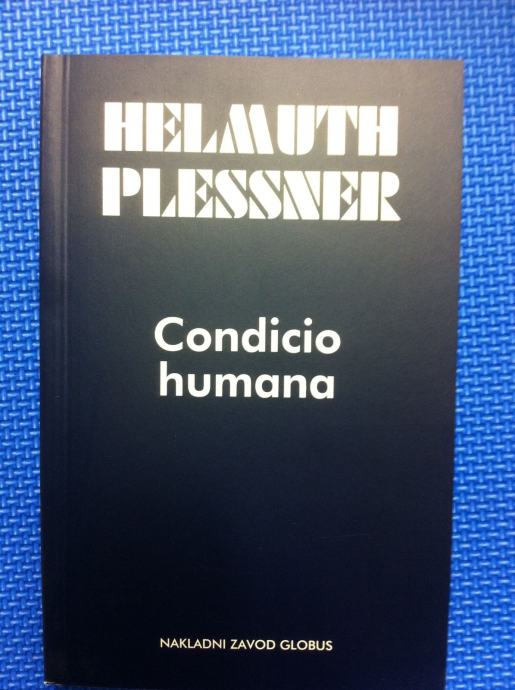 HELMUTH
PLESSNER
Condicio
humana
NAKLADNI ZAVOD GLOBUS